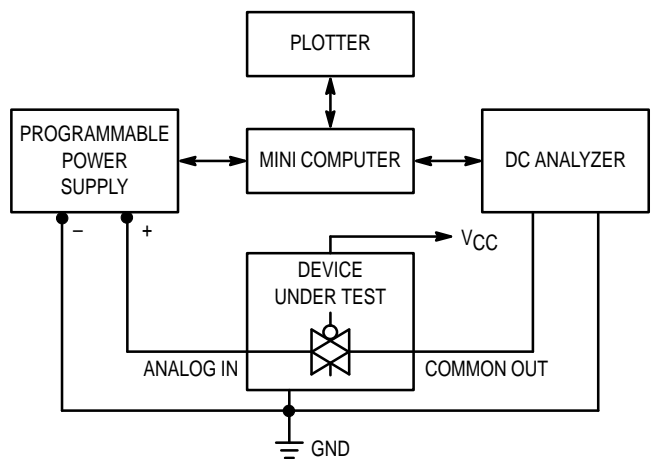 PLOTTER
PROGRAMMABLE
POWER
SUPPLY
MINI COMPUTER
DC ANALYZER
– +
VCC
DEVICE
UNDER TEST
ANALOG IN
COMMON OUT
GND